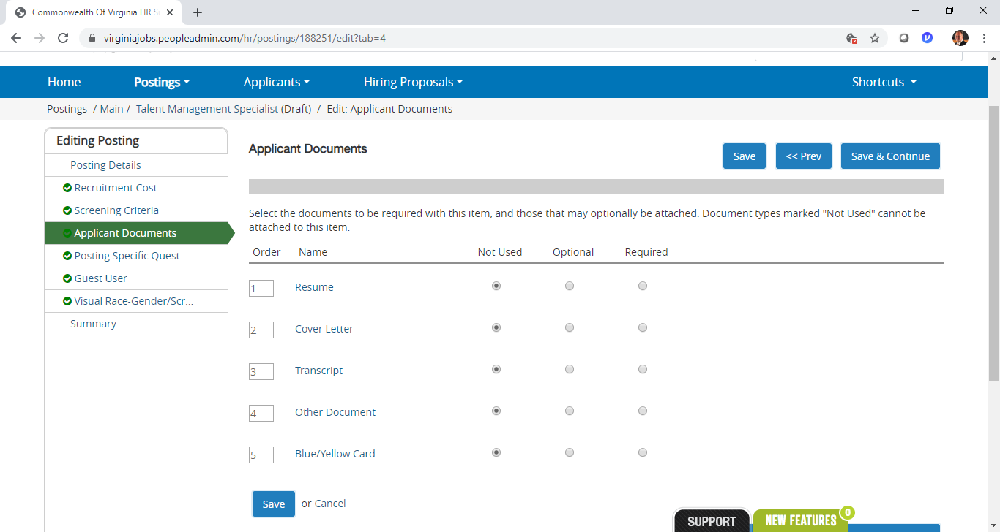 Commonwealth Of Virginia HR S
virginiajobs.peopleadmin.com/hr/postings/188251/edit?tab=4
Home Postings Applicants Hiring Proposals Shortcuts
Postings / Main / Talent Management Specialist (Draft) / Edit: Applicant Documents
Editing Posting
Posting Details
Recruitment Cost
Screening Criteria
Applicant Documents
Posting Specific Quest...
Guest User
Visual Race-Gender/Scr...
Summary
Applicant Documents
Save << Prev Save & Continue
Select the documents to be required with this item, and those that may optionally be attached. Document types marked "Not Used" cannot be
attached to this item.
Order Name Not Used Optional Required
1 Resume
2 Cover Letter
3 Transcript
4 Other Document
5 Blue/Yellow Card
Save or Cancel
SUPPORT NEW FEATURES 0